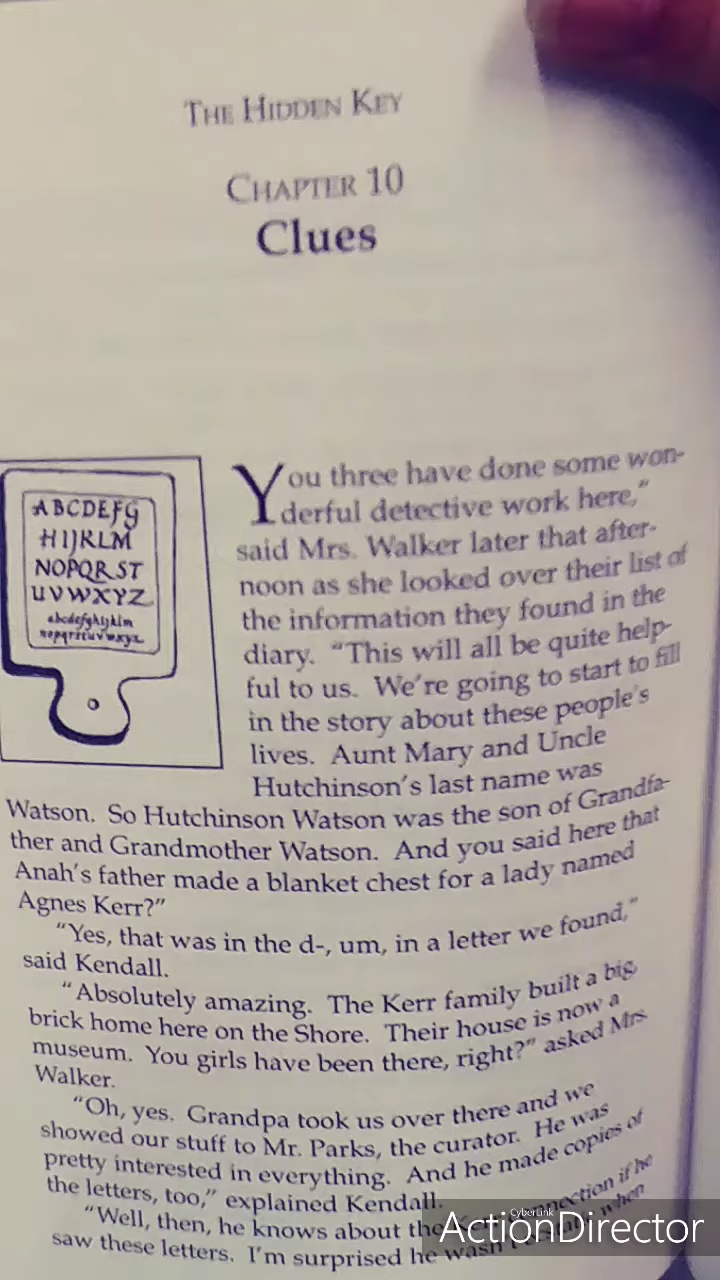 THE HIDDEN KEY
CHAPTER 10
Clues
ABCDEFG
HIJKLM
NOPQRST
UVWXYZ
abcdefghijklm
nopqrstuvwxyz
You three have done some won-
derful detective work here,"
said Mrs. Walker later that after-
noon as she looked over their list of
the information they found in the
diary. "This will all be quite help-
ful to us. We're going to start to fill
in the story about these people's
lives. Aunt Mary and Uncle
Hutchinson's last name was
Watson. So Hutchinson Watson was the son of Grandfa-
ther and Grandmother Watson. And you said here that
Anah's father made a blanket chest for a lady named
Agnes Kerr?"
"Yes, that was in the d-, um, in a letter we found,"
said Kendall.
"Absolutely amazing. The Kerr family built a big
brick home here on the Shore. Their house is now a
museum. You girls have been there, right?" asked Mrs.
Walker.
"Oh, yes. Grandpa took us over there and we
showed our stuff to Mr. Parks, the curator. He was
pretty interested in everything. And he made copies of
the letters, too," explained Kendall.
"Well, then, he knows about the connection if he
saw these letters. I'm surprised he wasn't when
CyberLink
ActionDirector